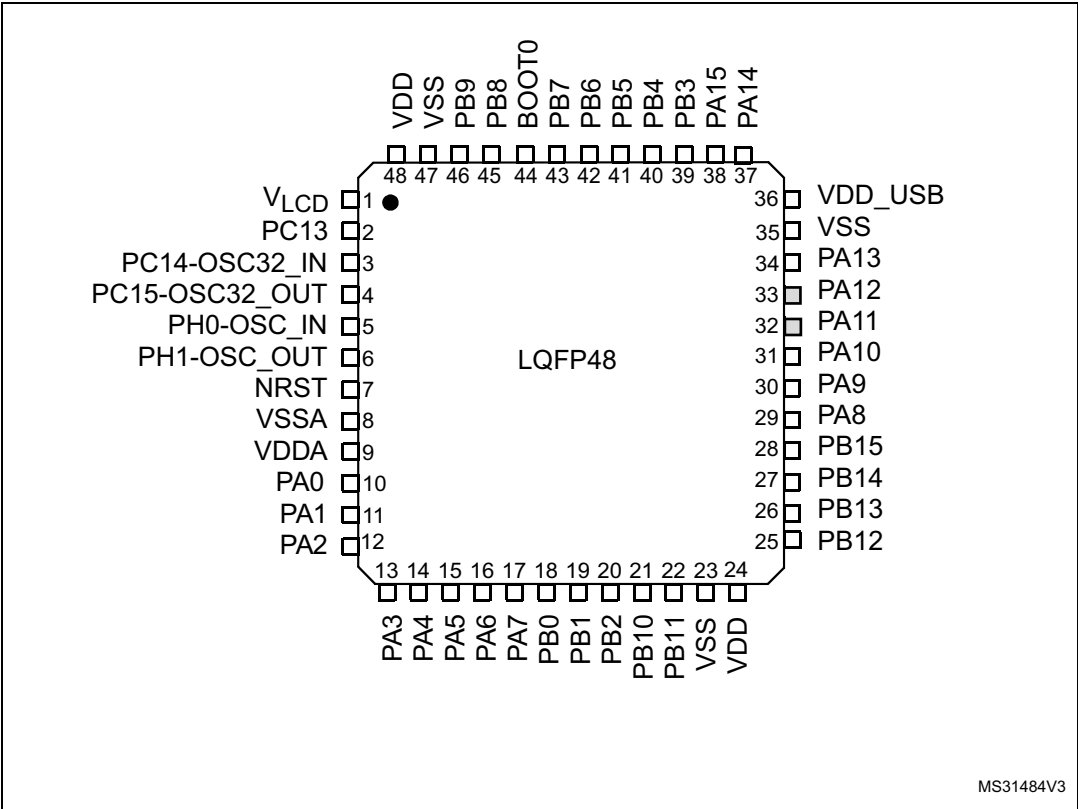 VDD
VSS
PB9
PB8
BOOT0
PB7
PB6
PB5
PB4
PB3
PA15
PA14
48 47 46 45 44 43 42 41 40 39 38 37
VLCD 1
PC13 2
PC14-OSC32_IN 3
PC15-OSC32_OUT 4
PH0-OSC_IN 5
PH1-OSC_OUT 6
NRST 7
VSSA 8
VDDA 9
PA0 10
PA1 11
PA2 12
LQFP48
36 VDD_USB
35 VSS
34 PA13
33 PA12
32 PA11
31 PA10
30 PA9
29 PA8
28 PB15
27 PB14
26 PB13
25 PB12
13 14 15 16 17 18 19 20 21 22 23 24
PA3
PA4
PA5
PA6
PA7
PB0
PB1
PB2
PB10
PB11
VSS
VDD
MS31484V3